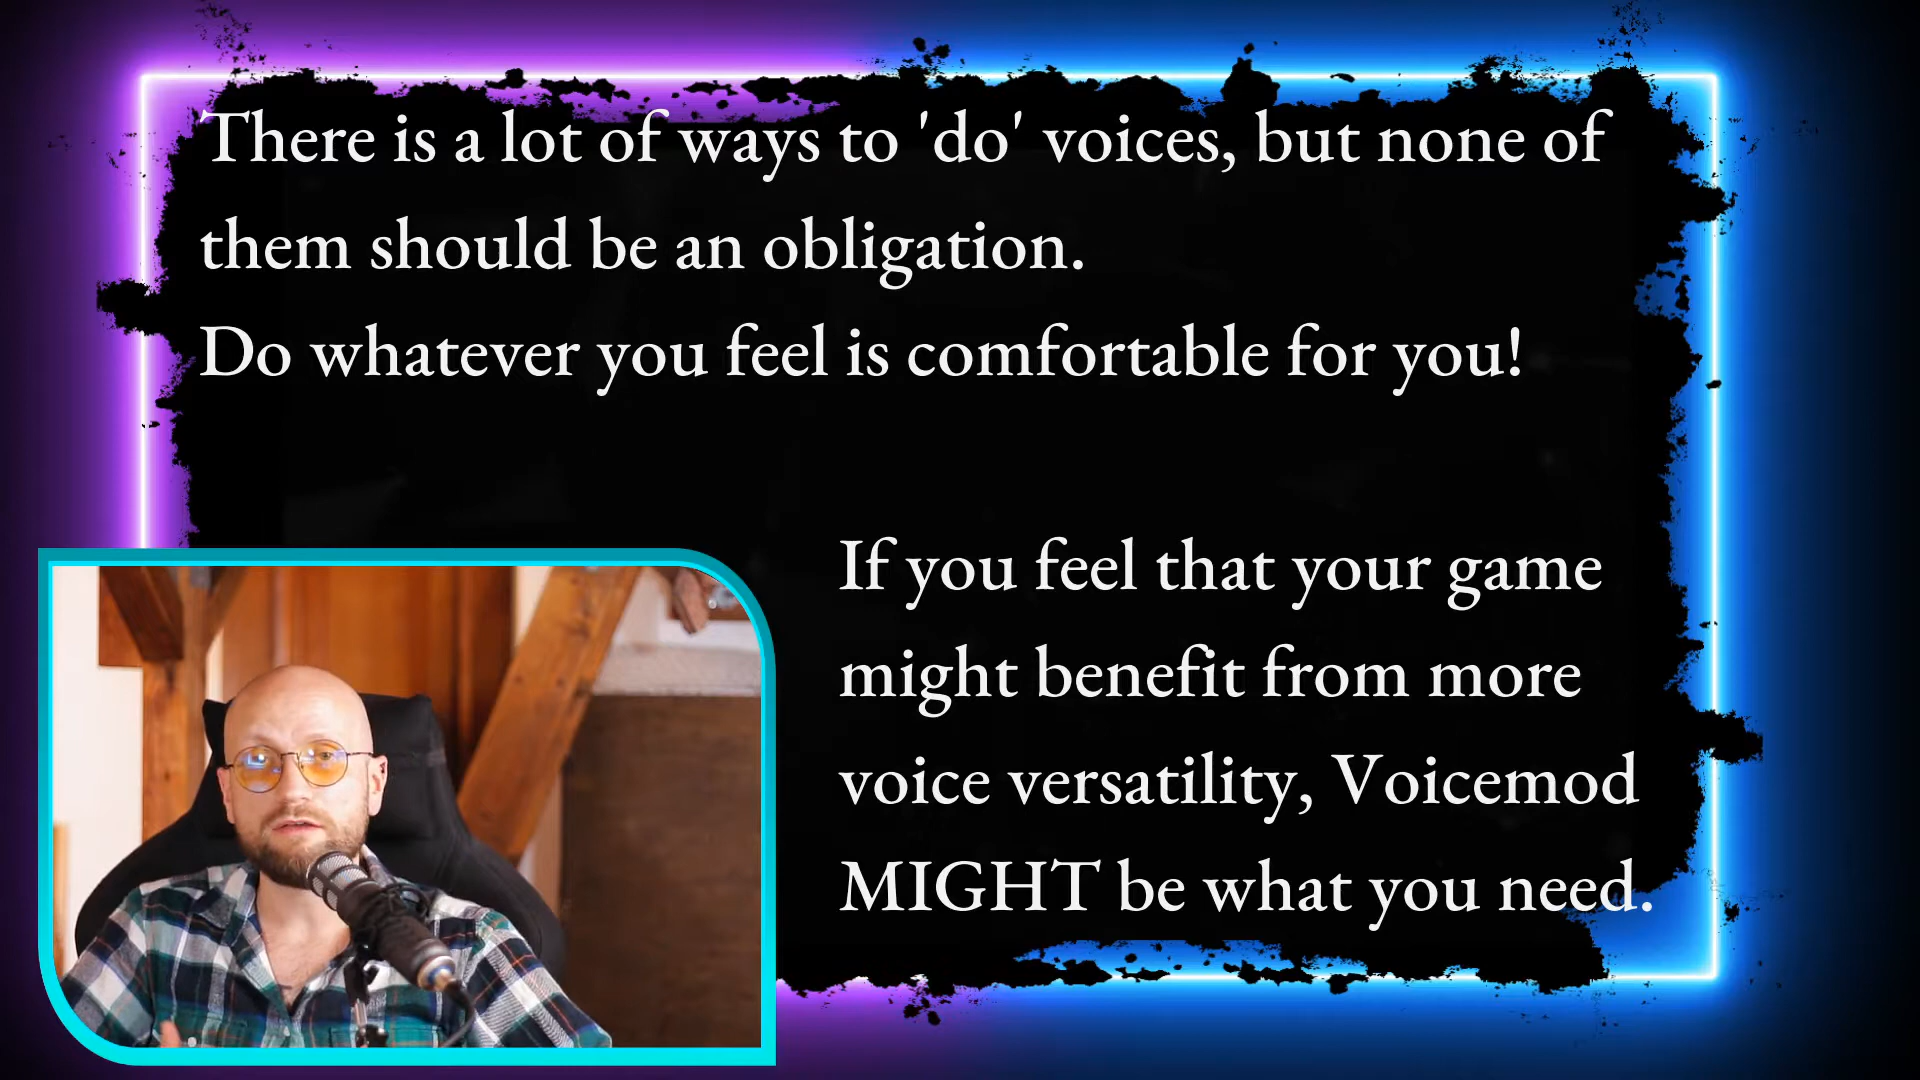 There is a lot of ways to 'do' voices, but none of
them should be an obligation.
Do whatever you feel is comfortable for you!
If you feel that your game
might benefit from more
voice versatility, Voicemod
MIGHT be what you need.